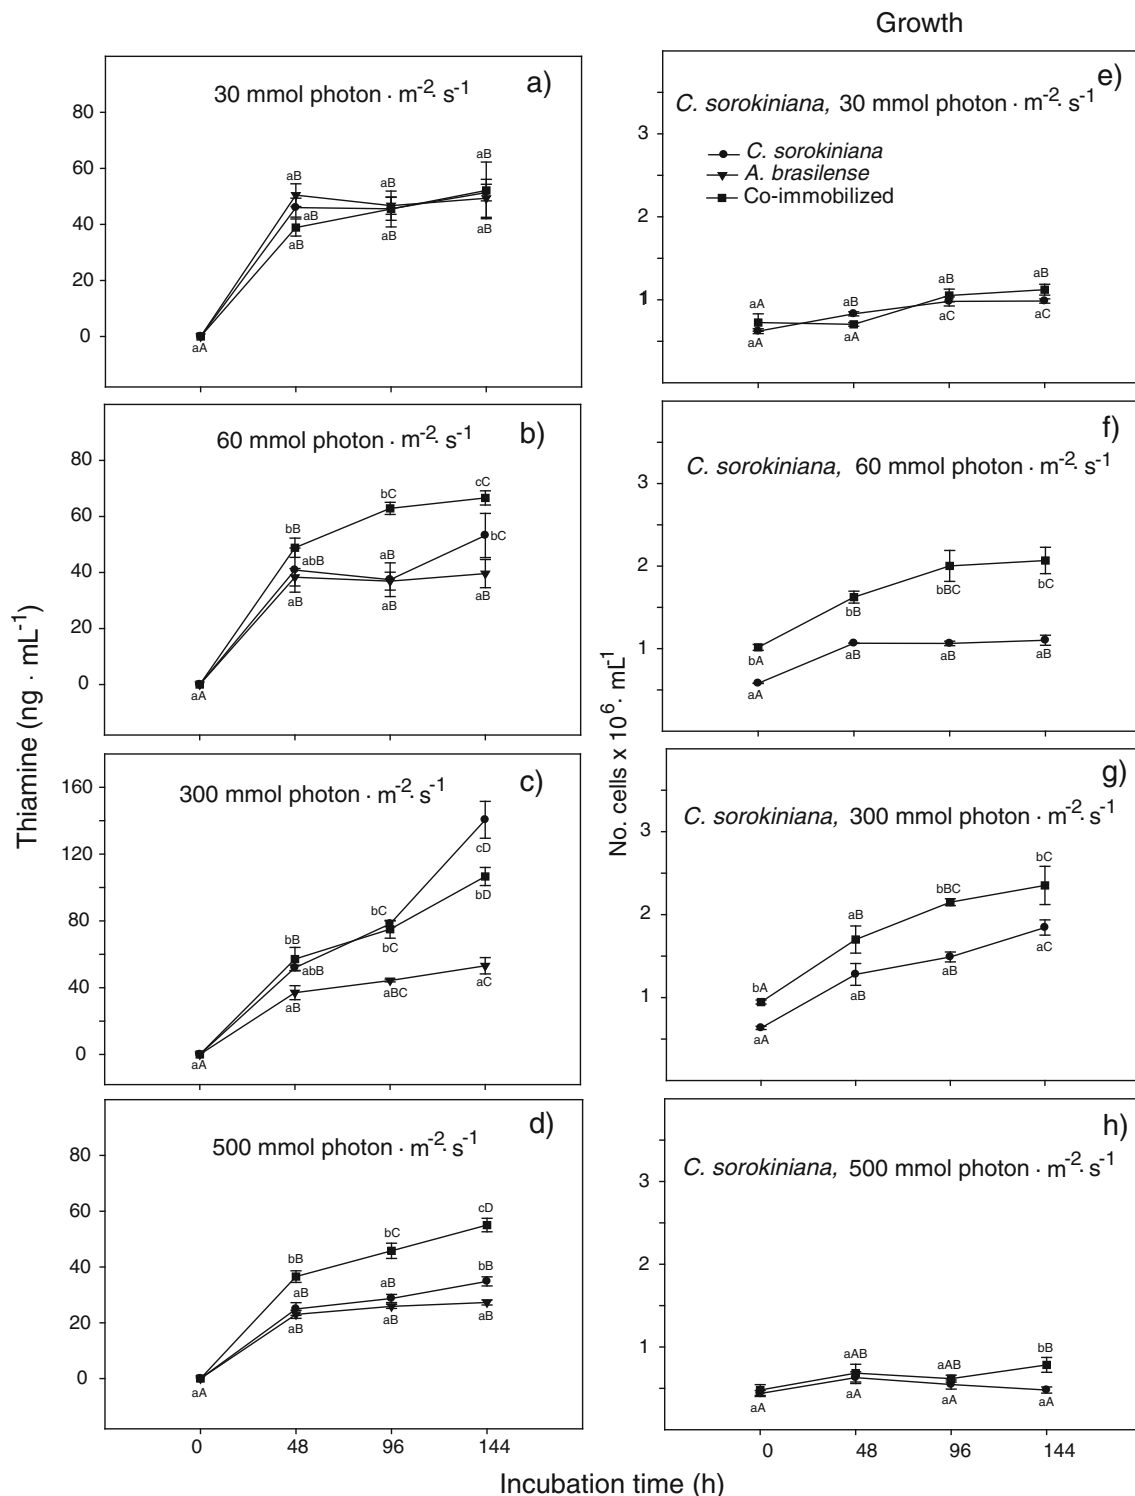 Growth
a)
30 mmol photon · m-2· s-1
80
60
40
20
0
aA
aB
aB
aB
aB
aB
aB
aB
b)
60 mmol photon · m-2· s-1
80
60
40
20
0
aA
bB
abB
aB
bC
aB
aB
cC
bC
aB
c)
300 mmol photon · m-2· s-1
160
120
80
40
0
aA
bB
abB
aB
bC
bC
aBC
cD
bD
aC
d)
500 mmol photon · m-2· s-1
80
60
40
20
0
aA
bB
aB
aB
bC
aB
aB
cD
bB
aB
0
48
96
144
Thiamine (ng · mL-1)
e)
C. sorokiniana, 30 mmol photon · m-2· s-1
C. sorokiniana
A. brasilense
Co-immobilized
3
2
1
aA
aA
aB
aA
aB
aC
aB
aC
f)
C. sorokiniana, 60 mmol photon · m-2· s-1
3
2
1
bA
aA
bB
aB
bBC
aB
bC
aB
g)
C. sorokiniana, 300 mmol photon · m-2· s-1
3
2
1
bA
aA
aB
aB
bBC
aB
bC
aC
h)
C. sorokiniana, 500 mmol photon · m-2· s-1
3
2
1
aA
aAB
aA
aAB
aA
bB
aA
0
48
96
144
No. cells x 106· mL-1
Incubation time (h)